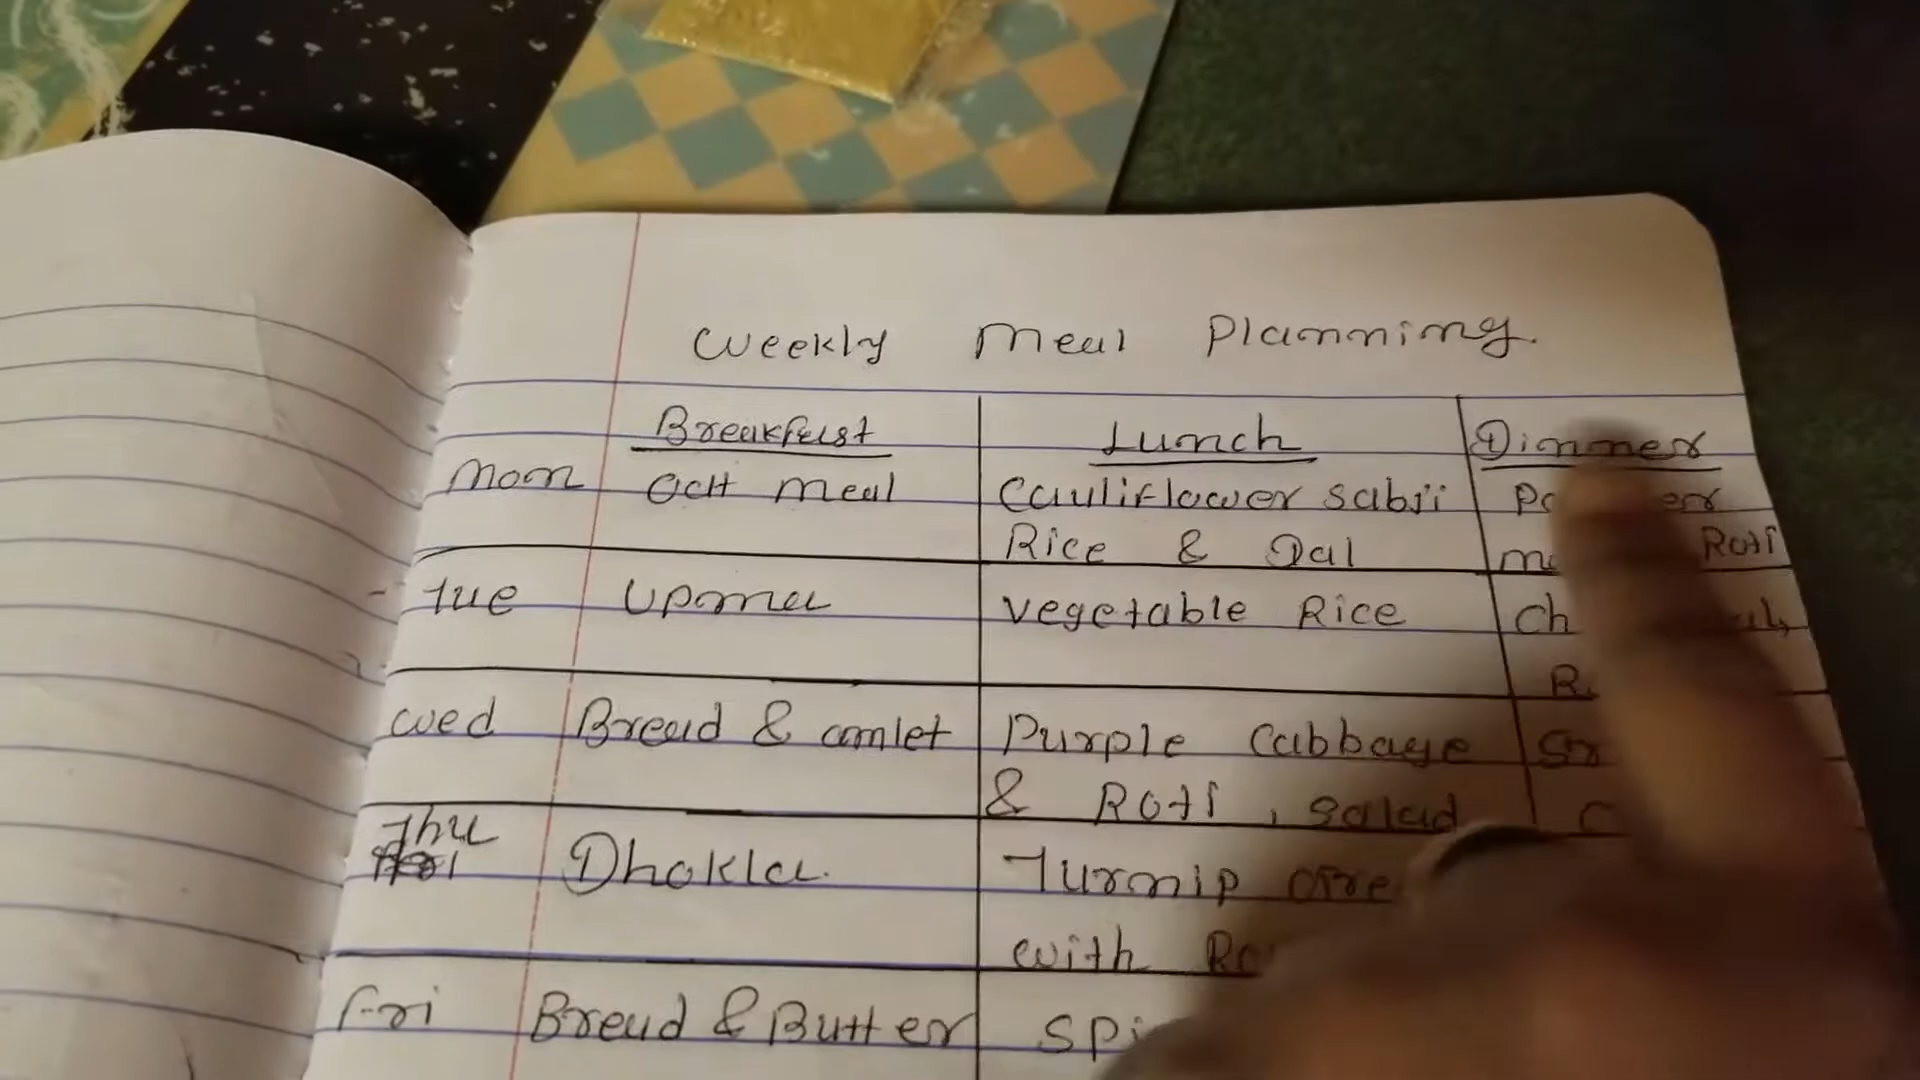 Weekly Meal Planning.
Breakfast Lunch Dinner
Mon Oat meal Cauliflower sabji
Rice & Dal Roti
Tue Upma Vegetable Rice
Wed Bread & omlet Purple Cabbage
& Roti, salad
Thu
Dhokla. Turnip
with
Fri Bread & Butter